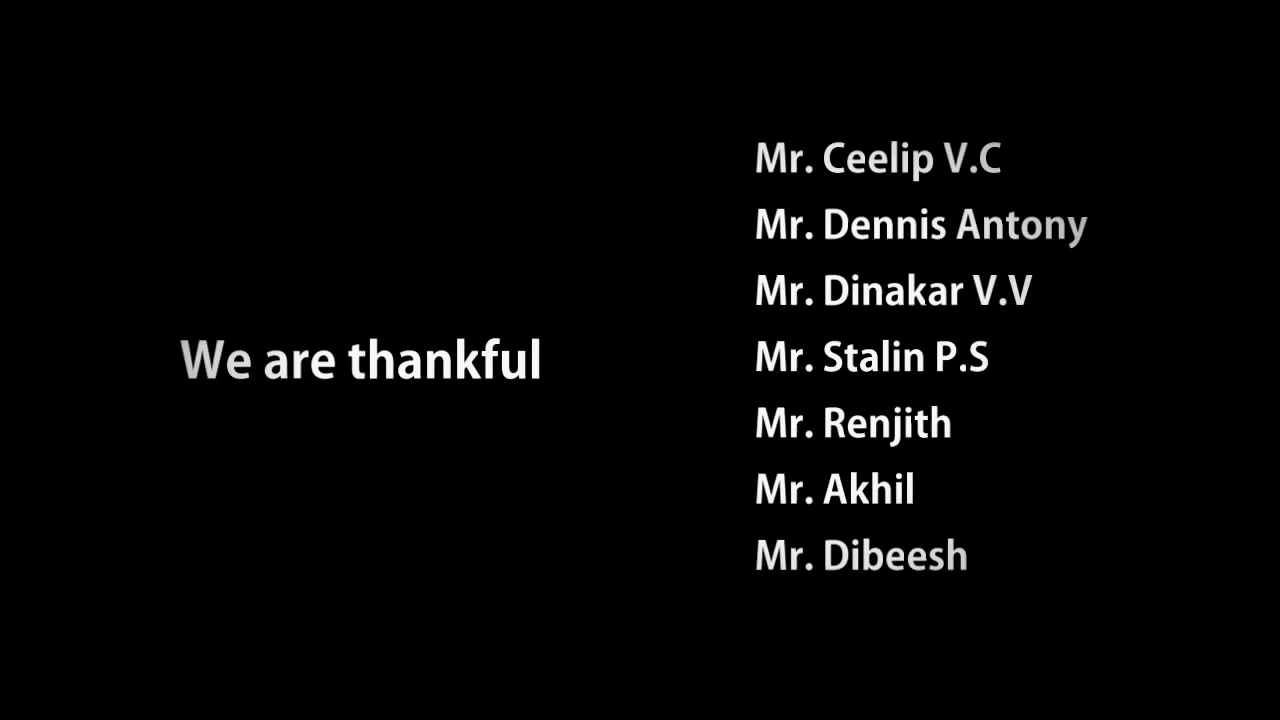 We are thankful
Mr. Ceelip V.C
Mr. Dennis Antony
Mr. Dinakar V.V
Mr. Stalin P.S
Mr. Renjith
Mr. Akhil
Mr. Dibeesh